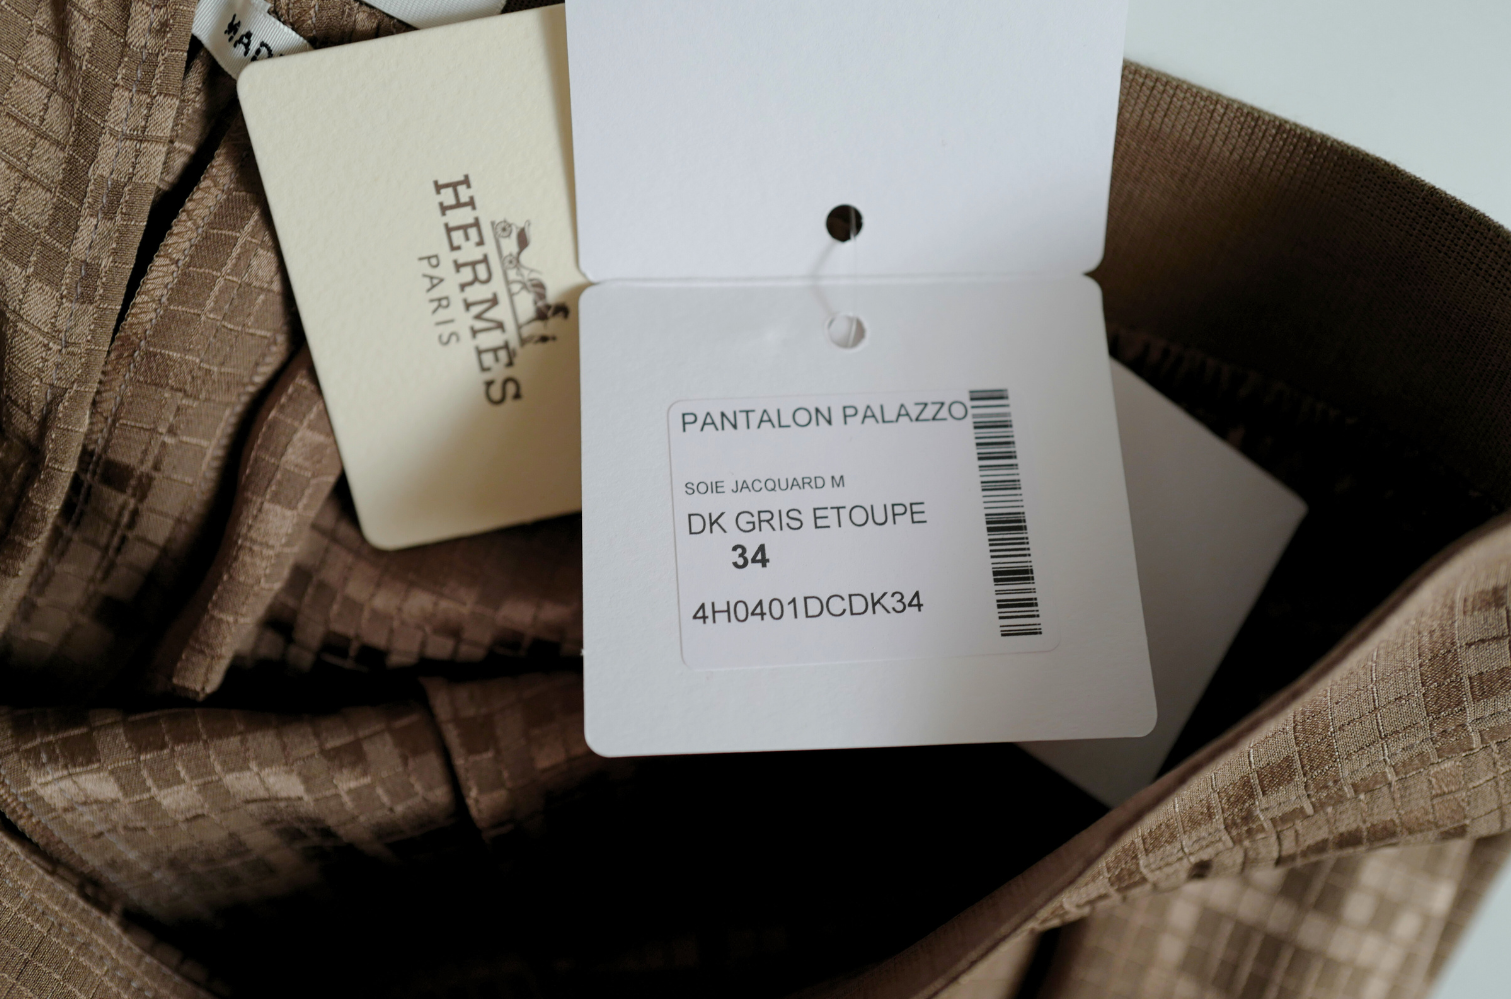 HERMÈS
PARIS
PANTALON PALAZZO
SOIE JACQUARD M
DK GRIS ETOUPE
34
4H0401DCDK34